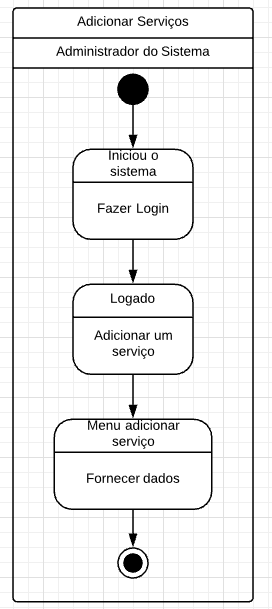 Adicionar Serviços
Administrador do Sistema
Iniciou o
sistema
Fazer Login
Logado
Adicionar um
serviço
Menu adicionar
serviço
Fornecer dados